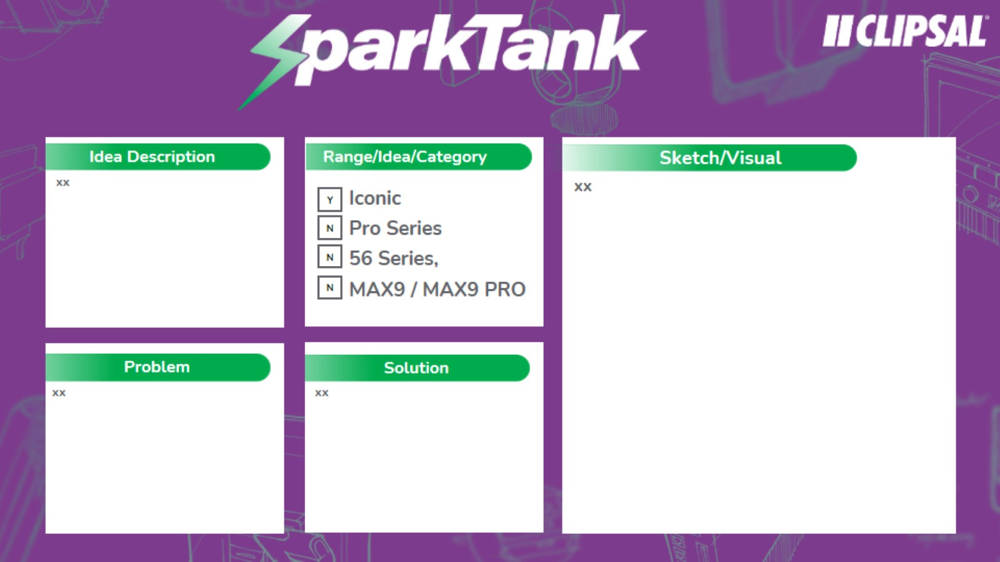 SparkTank
CLIPSAL
Idea Description
xx
Range/Idea/Category
Y Iconic
N Pro Series
N 56 Series,
N MAX9 / MAX9 PRO
Sketch/Visual
xx
Problem
xx
Solution
xx